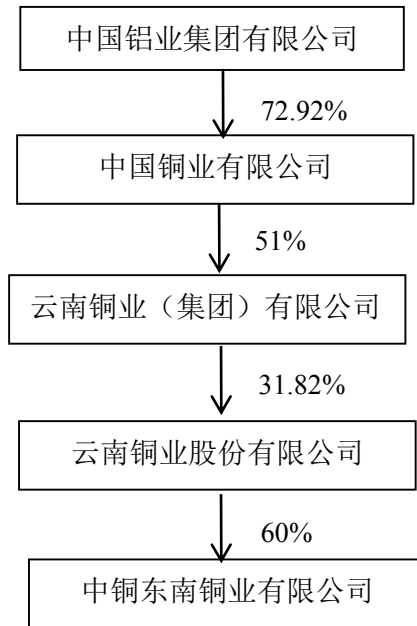 中国铝业集团有限公司
72.92%
中国铜业有限公司
51%
云南铜业（集团）有限公司
31.82%
云南铜业股份有限公司
60%
中铜东南铜业有限公司